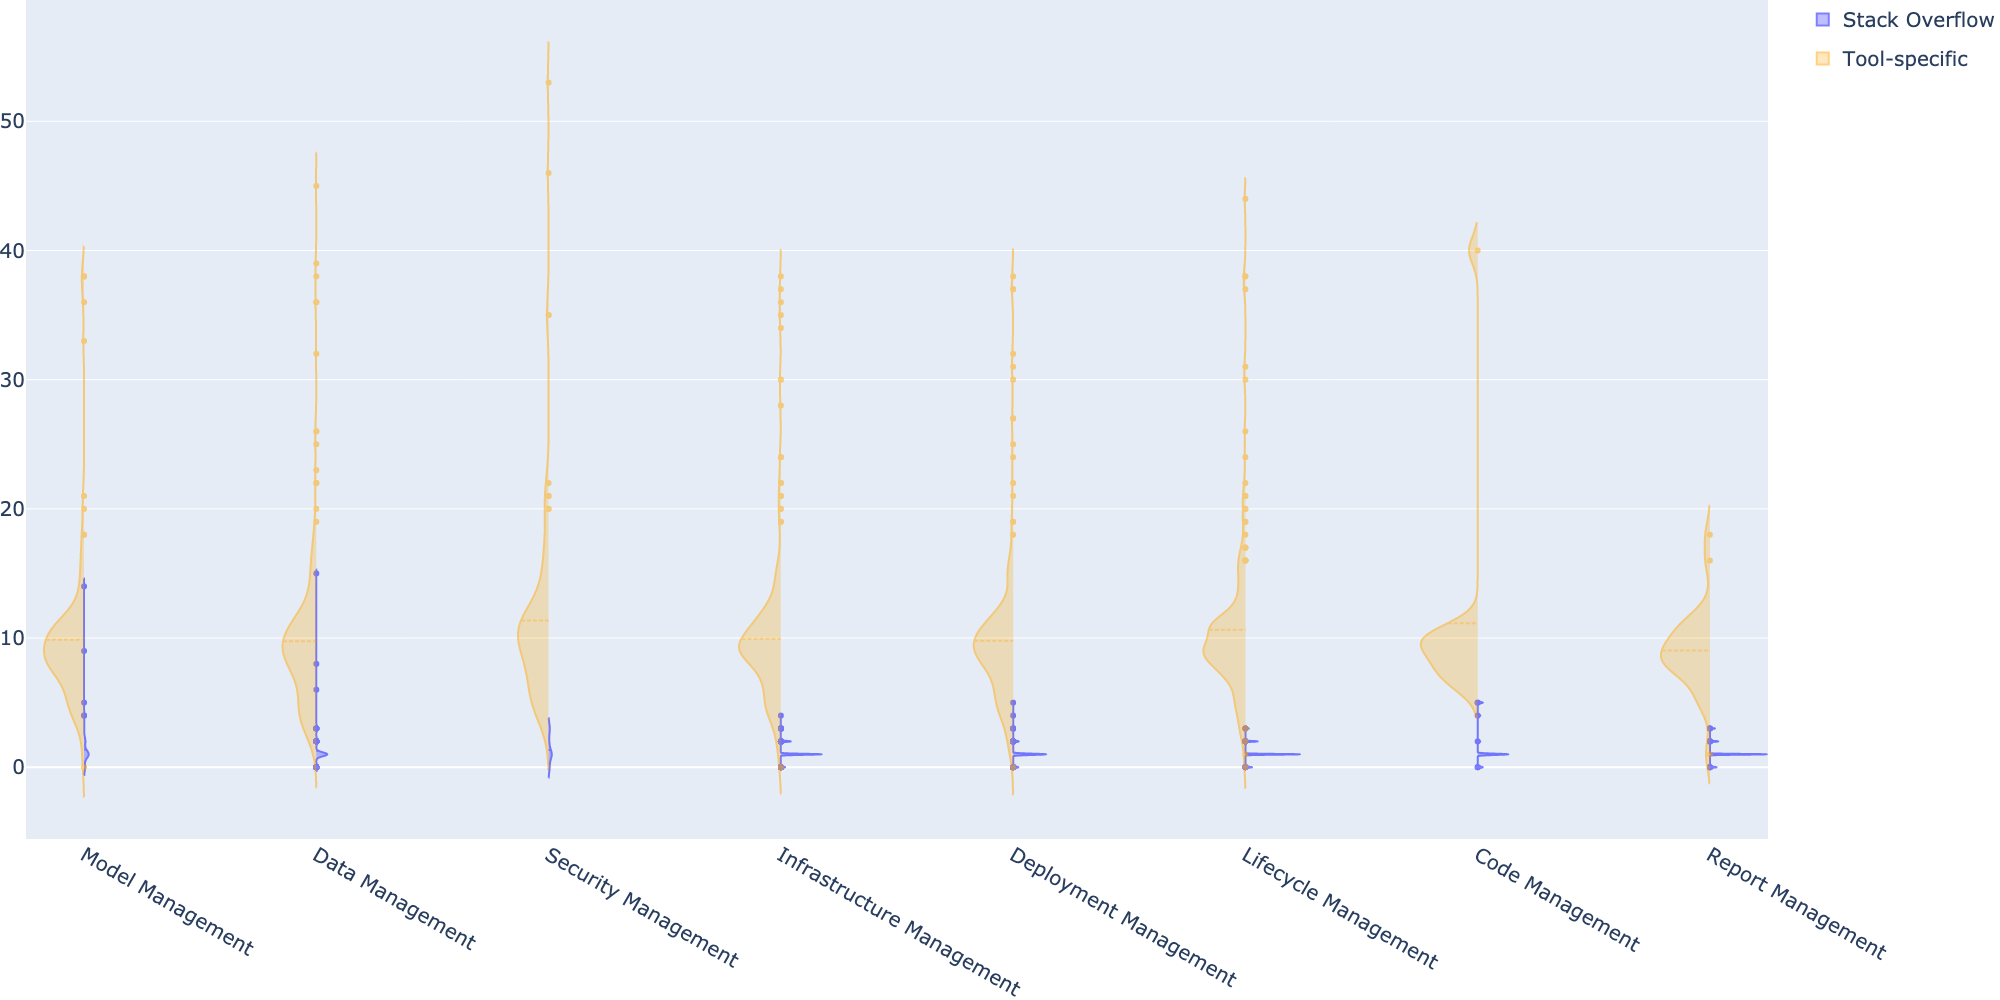 Stack Overflow
Tool-specific
50
40
30
20
10
0
Model Management
Data Management
Security Management
Infrastructure Management
Deployment Management
Lifecycle Management
Code Management
Report Management